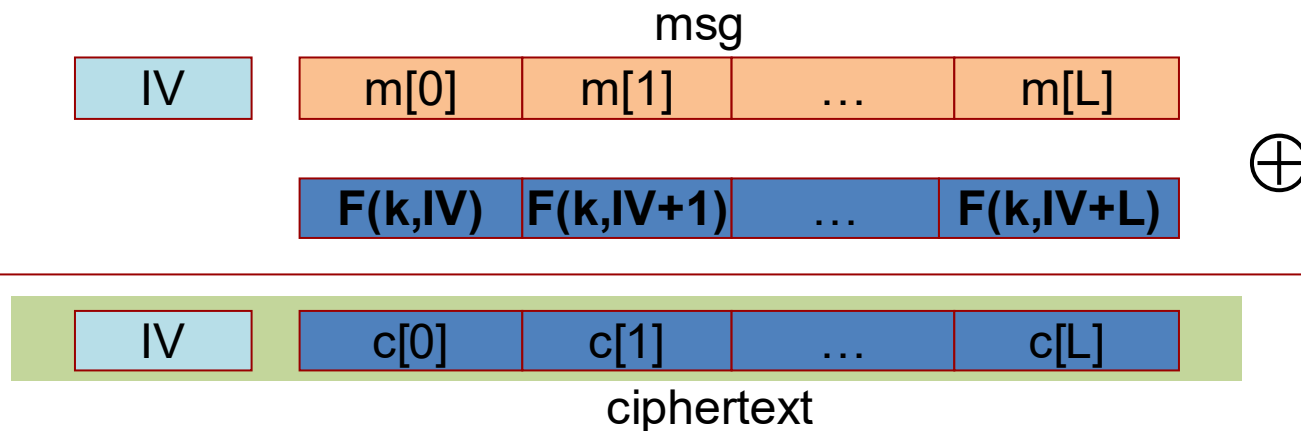 msg
IV m[0] m[1] … m[L]
⊕
F(k,IV) F(k,IV+1) … F(k,IV+L)
IV c[0] c[1] … c[L]
ciphertext